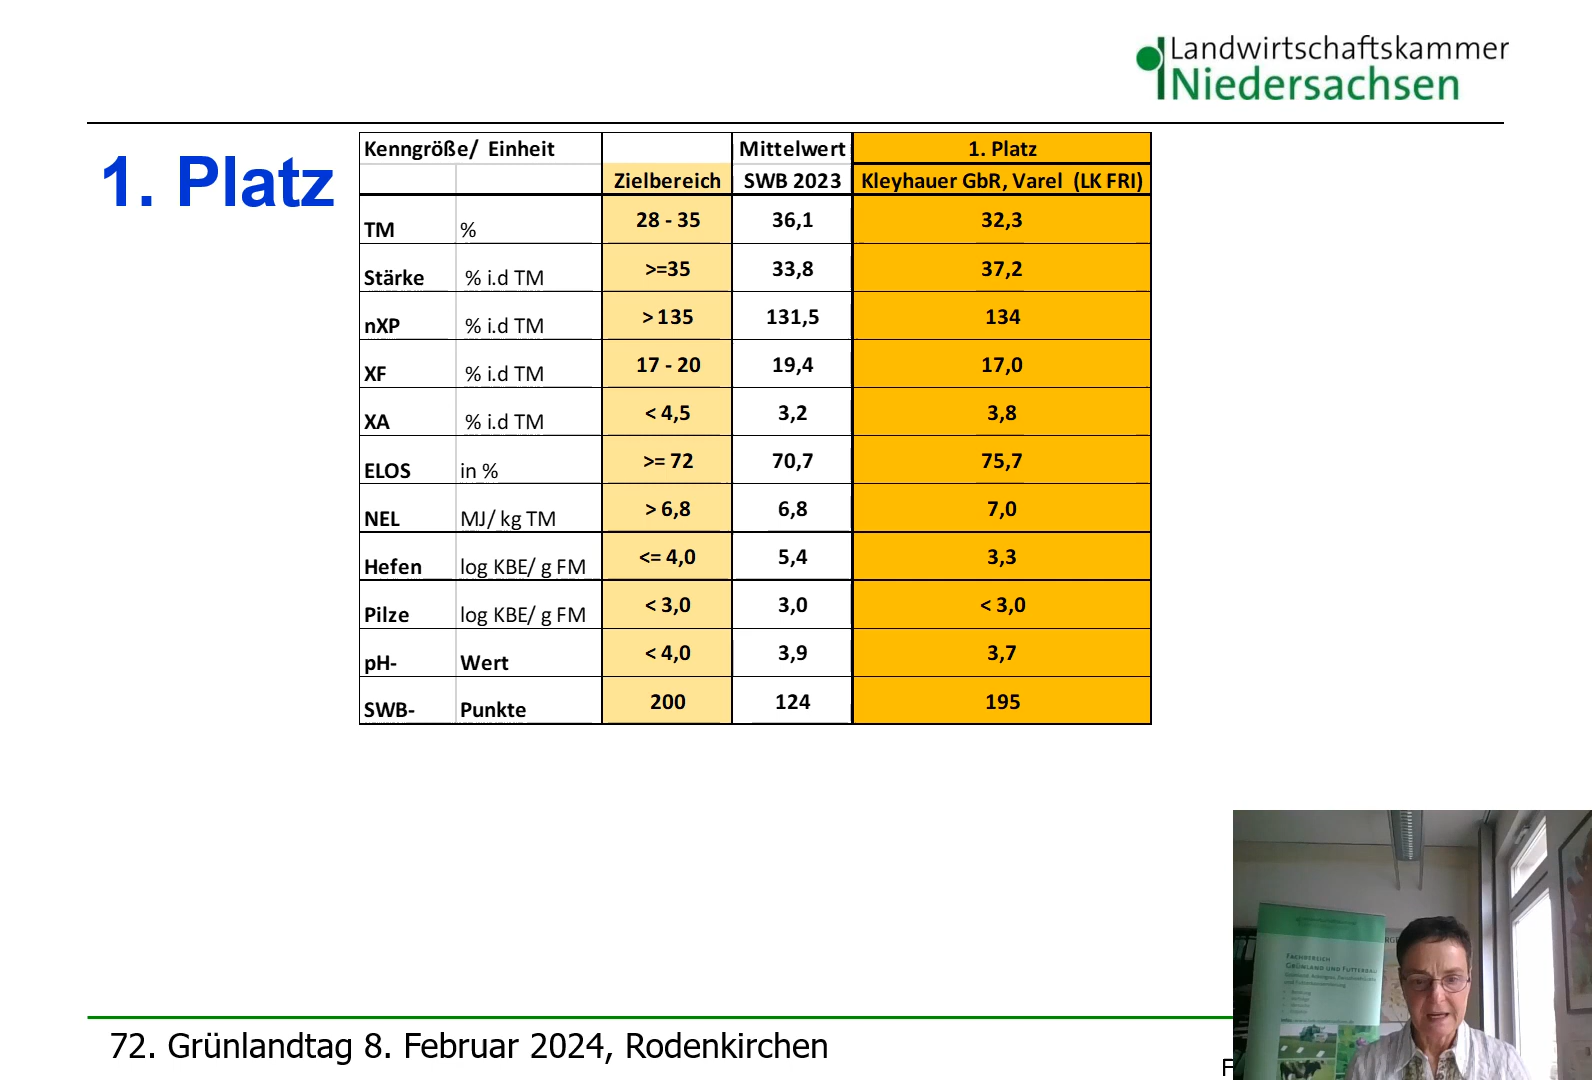 Landwirtschaftskammer
Niedersachsen
1. Platz
Kenngröße/ Einheit Mittelwert 1. Platz
Zielbereich SWB 2023 Kleyhauer GbR, Varel (LK FRI)
TM % 28 - 35 36,1 32,3
Stärke % i.d TM >=35 33,8 37,2
nXP % i.d TM > 135 131,5 134
XF % i.d TM 17 - 20 19,4 17,0
XA % i.d TM < 4,5 3,2 3,8
ELOS in % >= 72 70,7 75,7
NEL MJ/ kg TM > 6,8 6,8 7,0
Hefen log KBE/ g FM <= 4,0 5,4 3,3
Pilze log KBE/ g FM < 3,0 3,0 < 3,0
pH- Wert < 4,0 3,9 3,7
SWB- Punkte 200 124 195
Fachbereich
Grünland und Futterbau
72. Grünlandtag 8. Februar 2024, Rodenkirchen
F